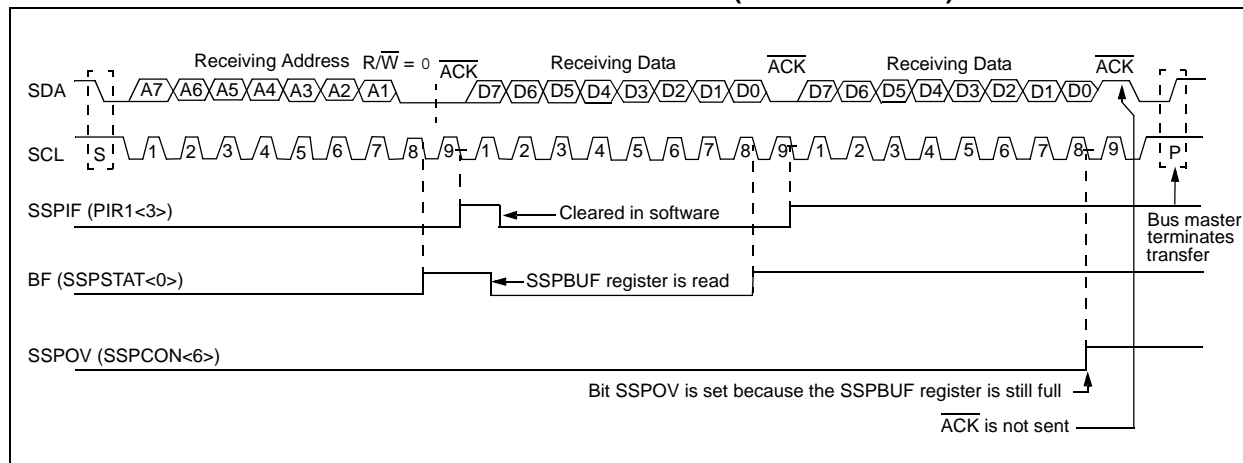 Receiving Address R/W = 0 ACK Receiving Data ACK Receiving Data ACK
SDA A7 A6 A5 A4 A3 A2 A1 D7 D6 D5 D4 D3 D2 D1 D0 D7 D6 D5 D4 D3 D2 D1 D0
SCL S 1 2 3 4 5 6 7 8 9 1 2 3 4 5 6 7 8 9 1 2 3 4 5 6 7 8 9 P
SSPIF (PIR1<3>)
Cleared in software
Bus master
terminates
transfer
BF (SSPSTAT<0>)
SSPBUF register is read
SSPOV (SSPCON<6>)
Bit SSPOV is set because the SSPBUF register is still full
ACK is not sent